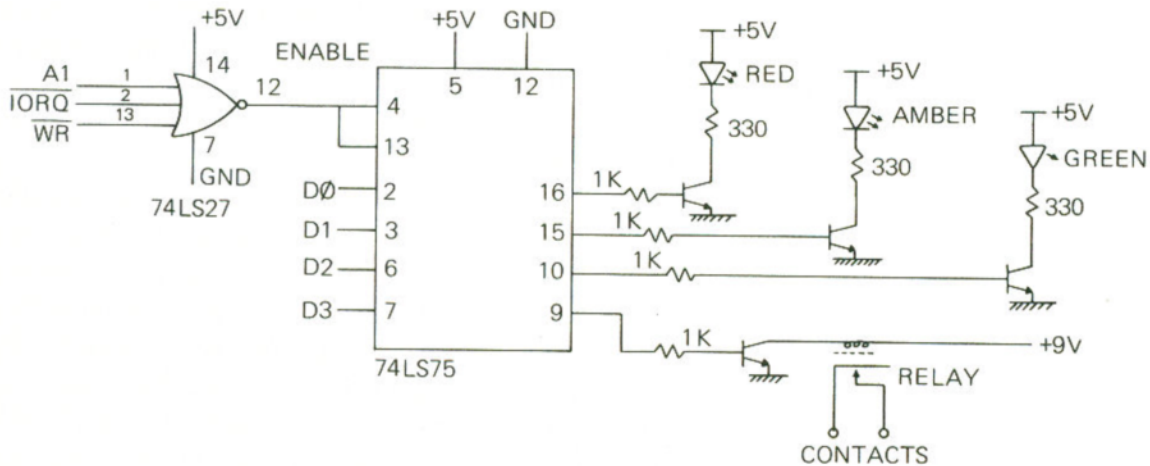 +5V
A1
1
14
IORQ
2
12
WR
13
7
GND
74LS27
ENABLE
+5V
GND
5
12
4
13
DØ
2
D1
3
D2
6
D3
7
16
15
10
9
74LS75
1K
1K
1K
1K
+5V
RED
330
+5V
AMBER
330
+5V
GREEN
330
+9V
RELAY
CONTACTS